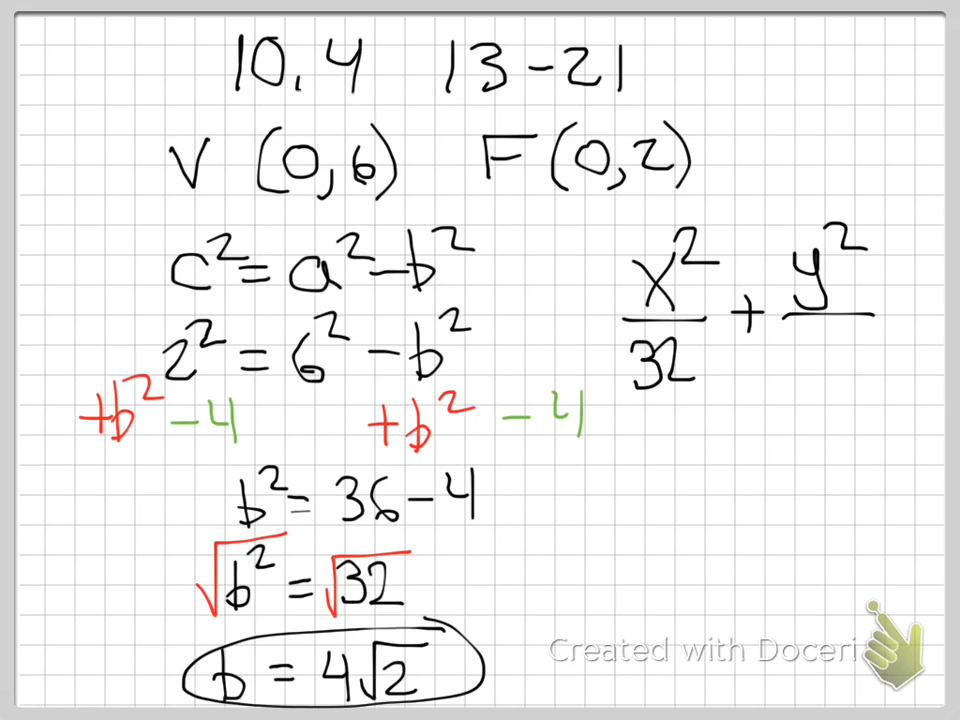 10.4 13-21
V (0,6) F(0,2)
c² = a² - b²
2² = 6² - b²
+b² -4 +b² -4
b² = 36 - 4
√b² = √32
b = 4√2
x²/32 + y²/
Created with Doceri